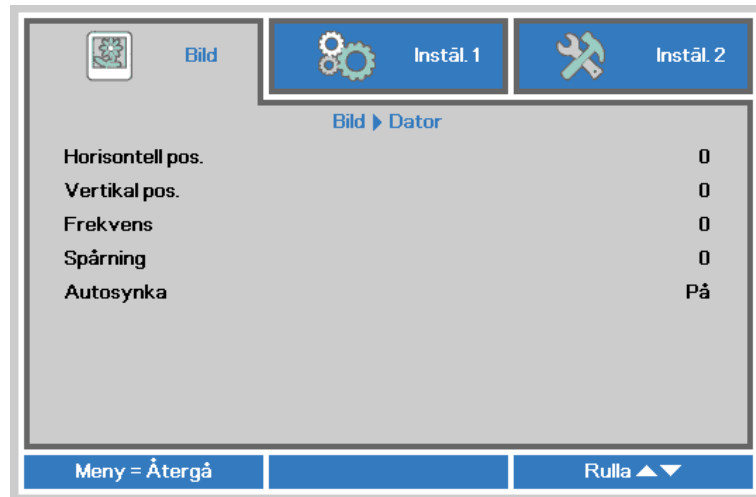 Bild Instäl. 1 Instäl. 2
Bild ▶ Dator
Horisontell pos. 0
Vertikal pos. 0
Frekvens 0
Spårning 0
Autosynka På
Meny = Återgå Rulla ▲▼